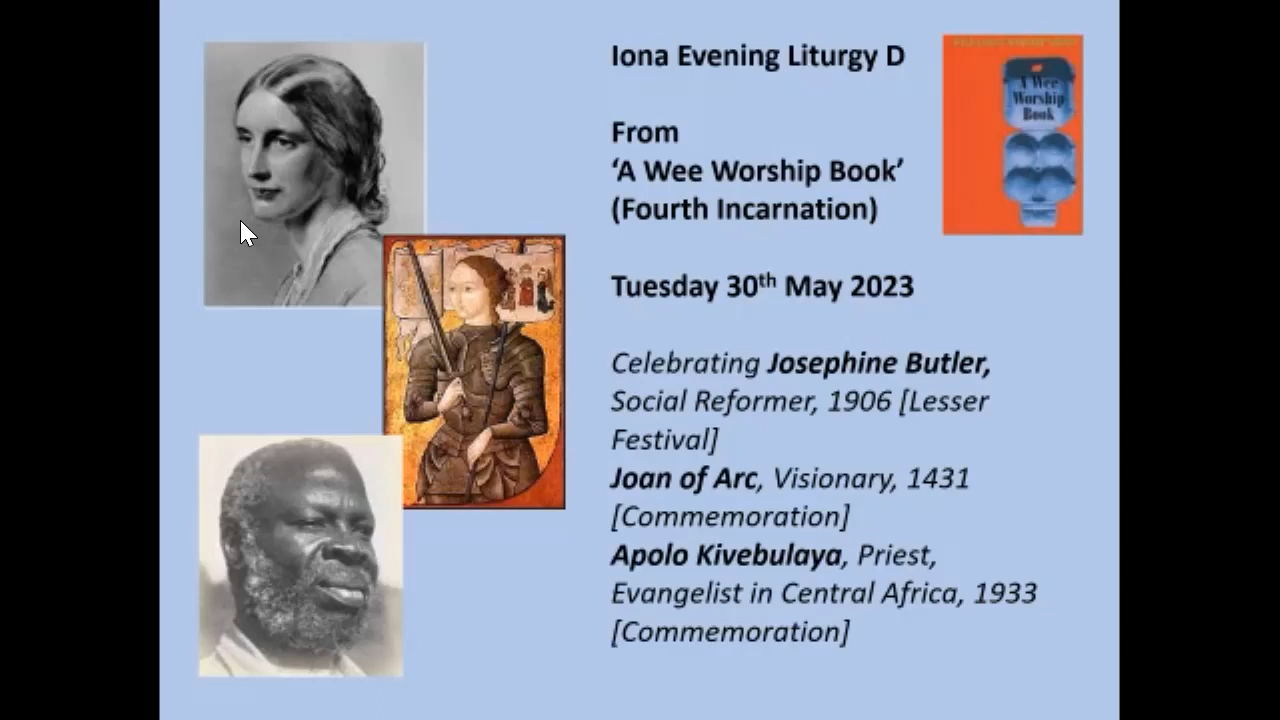 Iona Evening Liturgy D
From
‘A Wee Worship Book’
(Fourth Incarnation)
Tuesday 30th May 2023
Celebrating Josephine Butler,
Social Reformer, 1906 [Lesser
Festival]
Joan of Arc, Visionary, 1431
[Commemoration]
Apolo Kivebulaya, Priest,
Evangelist in Central Africa, 1933
[Commemoration]
A Wee
Worship
Book